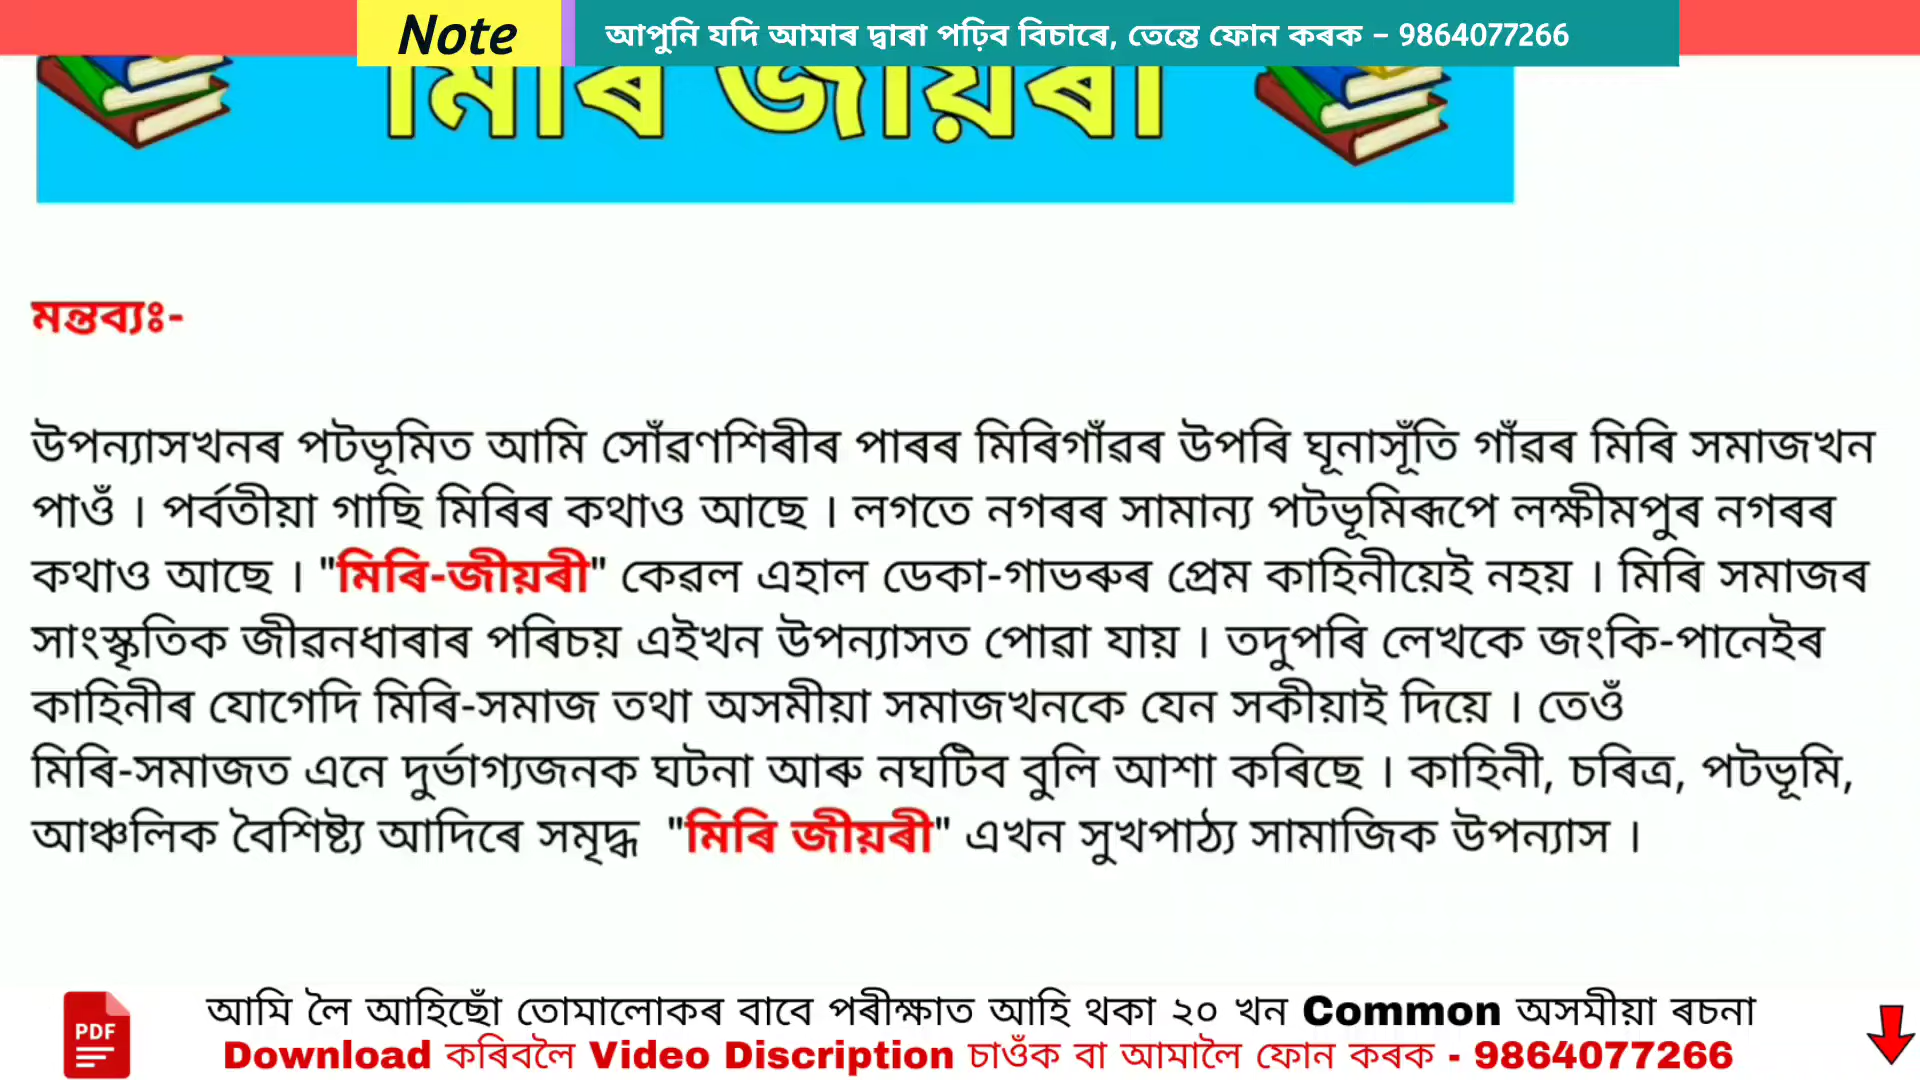 Note
আপুনি যদি আমাৰ দ্বাৰা পঢ়িব বিচাৰে, তেন্তে ফোন কৰক – 9864077266
মিৰি জীয়ৰী
মন্তব্যঃ-
উপন্যাসখনৰ পটভূমিত আমি সোঁৱণশিৰীৰ পাৰৰ মিৰিগাঁৱৰ উপৰি ঘূনাসূঁতি গাঁৱৰ মিৰি সমাজখন
পাওঁ । পৰ্বতীয়া গাছি মিৰিৰ কথাও আছে । লগতে নগৰৰ সামান্য পটভূমিৰূপে লক্ষীমপুৰ নগৰৰ
কথাও আছে । "মিৰি-জীয়ৰী" কেৱল এহাল ডেকা-গাভৰুৰ প্ৰেম কাহিনীয়েই নহয় । মিৰি সমাজৰ
সাংস্কৃতিক জীৱনধাৰাৰ পৰিচয় এইখন উপন্যাসত পোৱা যায় । তদুপৰি লেখকে জংকি-পানেইৰ
কাহিনীৰ যোগেদি মিৰি-সমাজ তথা অসমীয়া সমাজখনকে যেন সকীয়াই দিয়ে । তেওঁ
মিৰি-সমাজত এনে দুৰ্ভাগ্যজনক ঘটনা আৰু নঘটিব বুলি আশা কৰিছে । কাহিনী, চৰিত্ৰ, পটভূমি,
আঞ্চলিক বৈশিষ্ট্য আদিৰে সমৃদ্ধ "মিৰি জীয়ৰী" এখন সুখপাঠ্য সামাজিক উপন্যাস ।
PDF
আমি লৈ আহিছোঁ তোমালোকৰ বাবে পৰীক্ষাত আহি থকা ২০ খন Common অসমীয়া ৰচনা
Download কৰিবলৈ Video Discription চাওঁক বা আমালৈ ফোন কৰক - 9864077266